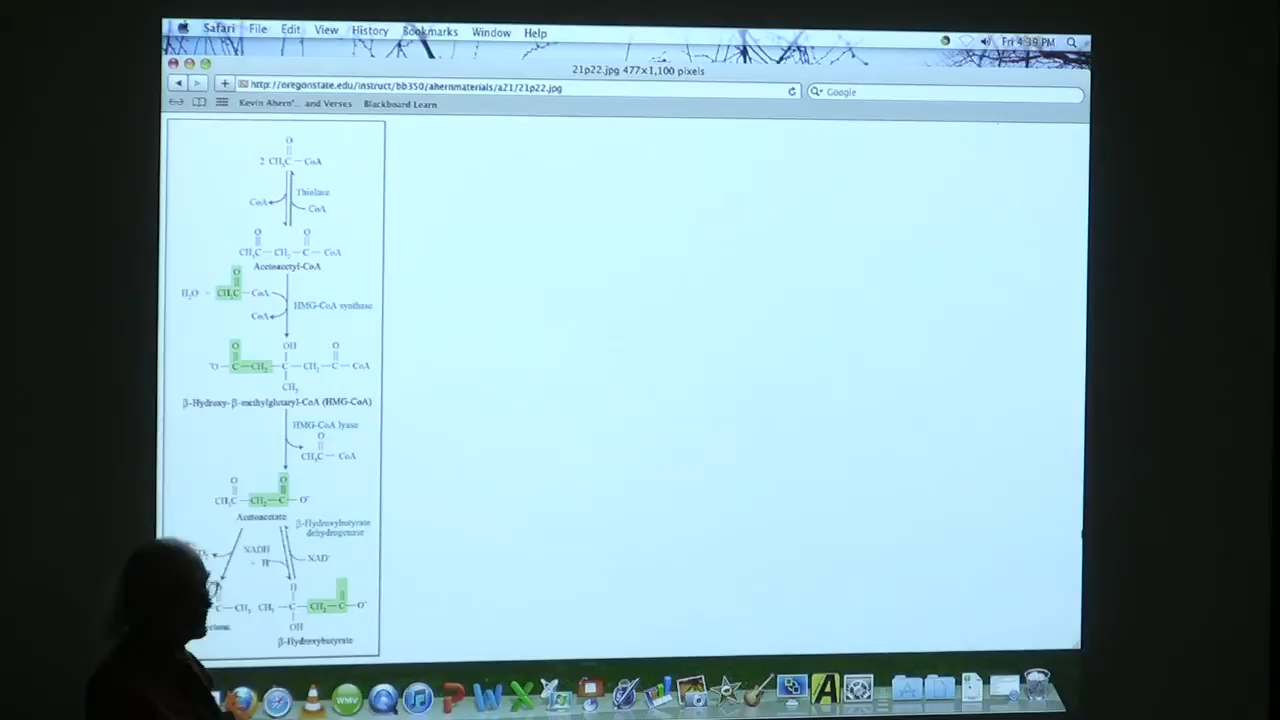 Safari File Edit View History Bookmarks Window Help Fri 4:39 PM
21p22.jpg 477×1,100 pixels
http://oregonstate.edu/instruct/bb350/ahernmaterials/a21/21p22.jpg
Google
Kevin Ahern'... and Verses Blackboard Learn
O
2 CH₃C — CoA
Thiolase
CoA
CoA
O O
CH₃C — CH₂ — C — CoA
Acetoacetyl-CoA
O
H₂O CH₃C — CoA
HMG-CoA synthase
CoA
O OH O
⁻O — C — CH₂ — C — CH₂ — C — CoA
CH₃
β-Hydroxy-β-methylglutaryl-CoA (HMG-CoA)
HMG-CoA lyase
O
CH₃C — CoA
O O
CH₃C — CH₂ — C — O⁻
Acetoacetate
β-Hydroxybutyrate
dehydrogenase
NADH
+ H⁺
NAD⁺
H
C — CH₃ CH₃ — C — CH₂ — C — O⁻
OH
β-Hydroxybutyrate
WMV
P W X A